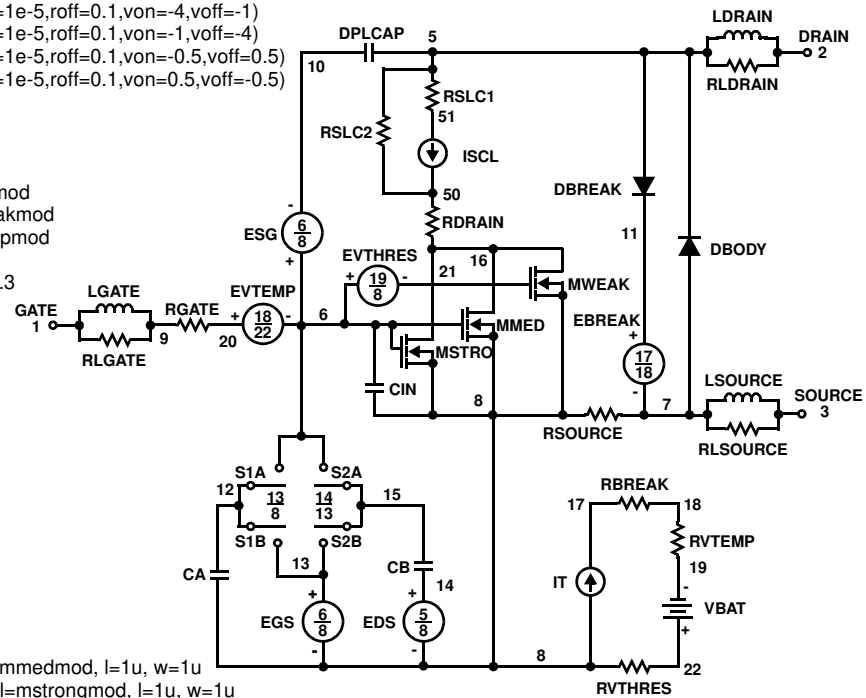 =1e-5,roff=0.1,von=-4,voff=-1)
=1e-5,roff=0.1,von=-1,voff=-4)
=1e-5,roff=0.1,von=-0.5,voff=0.5)
=1e-5,roff=0.1,von=0.5,voff=-0.5)
LDRAIN
DPLCAP 5 DRAIN
10 2
RLDRAIN
RSLC1
51
RSLC2
ISCL
mod
akmod
pmod
50
DBREAK
RDRAIN
ESG 6 8
- +
11
DBODY
.3
EVTHRES
+ 19 8 -
21 16
MWEAK
LGATE EVTEMP
GATE RGATE
1 9 20 + 18 22 - 6
RLGATE
MMED
EBREAK
MSTRO
+ 17 18 -
CIN
8 7
LSOURCE
SOURCE
3
RSOURCE
RLSOURCE
S1A S2A
12 13 8 14 13 15
S1B S2B
13
CA CB
14
+ +
EGS 6 8 EDS 5 8
- -
RBREAK
17 18
RVTEMP
19
IT
-
VBAT
+
8 22
RVTHRES
mmedmod, l=1u, w=1u
l=mstrongmod, l=1u, w=1u